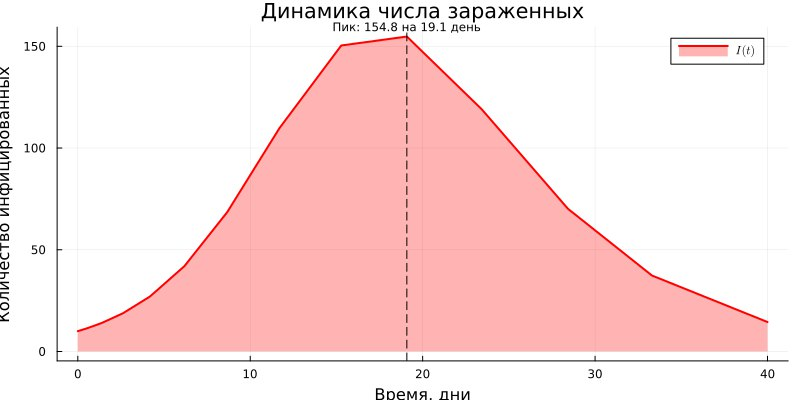 Динамика числа зараженных
Пик: 154.8 на 19.1 день
I(t)
Количество инфицированных
150
100
50
0
0 10 20 30 40
Время, дни